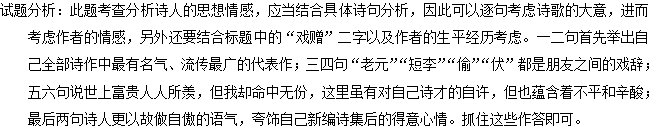 试题分析：此题考查分析诗人的思想情感，应当结合具体诗句分析，因此可以逐句考虑诗歌的大意，进而
考虑作者的情感，另外还要结合标题中的“戏赠”二字以及作者的生平经历考虑。一二句首先举出自
己全部诗作中最有名气、流传最广的代表作；三四句“老元”“短李”“偷”“伏”都是朋友之间的戏辞；
五六句说世上富贵人人所羡，但我却命中无份，这里虽有对自己诗才的自许，但也蕴含着不平和辛酸；
最后两句诗人更以故做自傲的语气，夸饰自己新编诗集后的得意心情。抓住这些作答即可。